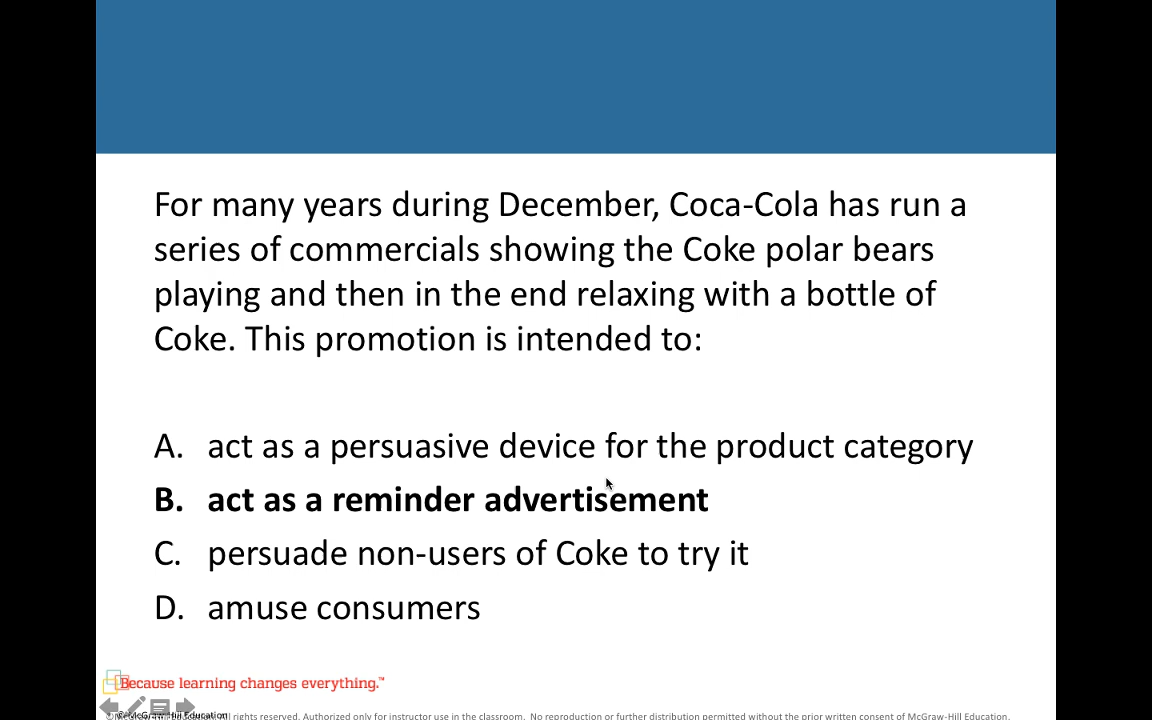 For many years during December, Coca-Cola has run a
series of commercials showing the Coke polar bears
playing and then in the end relaxing with a bottle of
Coke. This promotion is intended to:
A. act as a persuasive device for the product category
B. act as a reminder advertisement
C. persuade non-users of Coke to try it
D. amuse consumers
Because learning changes everything.™
©McGraw-Hill Education
All rights reserved. Authorized only for instructor use in the classroom. No reproduction or further distribution permitted without the prior written consent of McGraw-Hill Education.